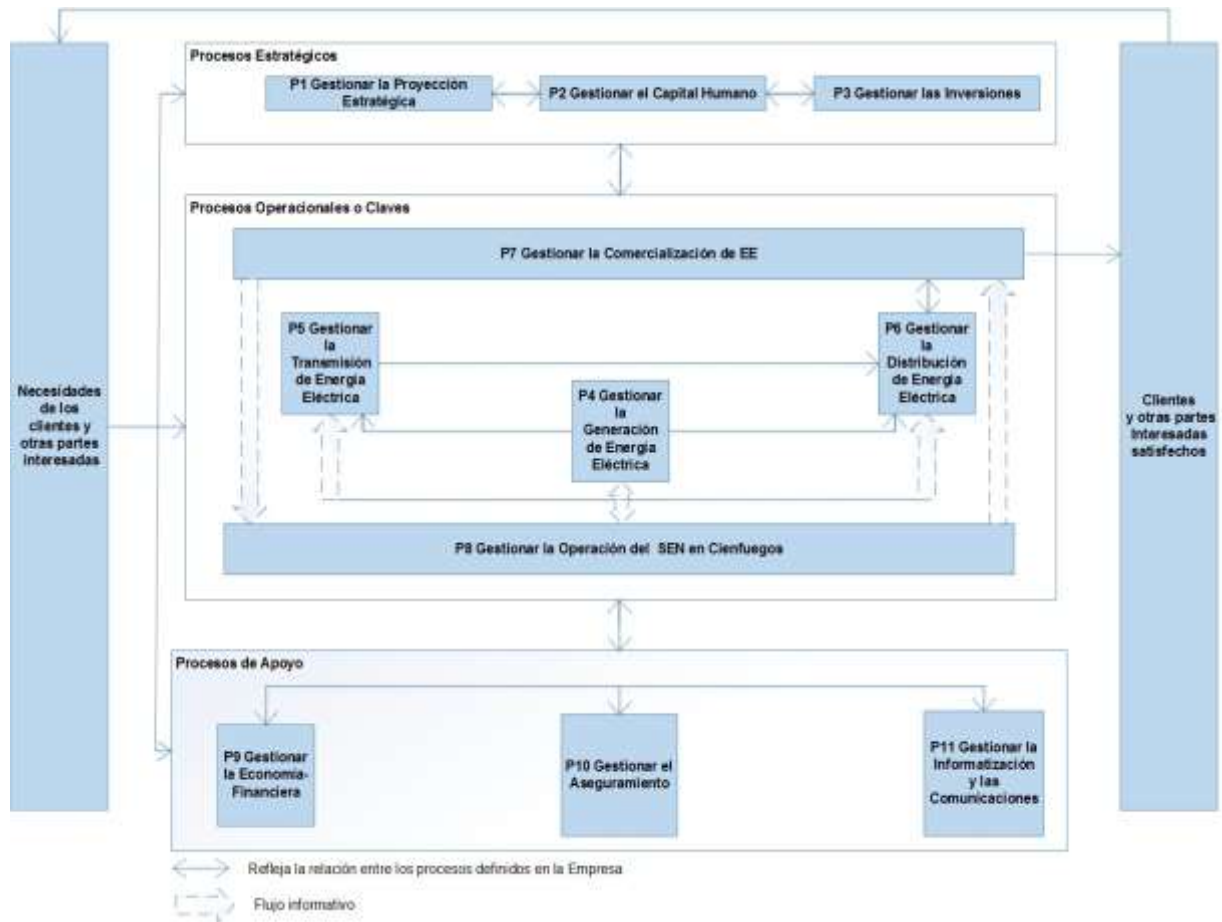 Procesos Estratégicos
P1 Gestionar la Proyección
Estratégica
P2 Gestionar el Capital Humano
P3 Gestionar las Inversiones
Procesos Operacionales o Claves
P7 Gestionar la Comercialización de EE
P5 Gestionar
la
Transmisión
de Energía
Eléctrica
P6 Gestionar
la
Distribución
de Energía
Eléctrica
P4 Gestionar
la
Generación
de Energía
Eléctrica
Necesidades
de los
clientes y
otras partes
interesadas
Clientes
y otras partes
Interesadas
satisfechos
P8 Gestionar la Operación del SEN en Cienfuegos
Procesos de Apoyo
P9 Gestionar
la Economía-
Financiera
P10 Gestionar el
Aseguramiento
P11 Gestionar la
Informatización
y las
Comunicaciones
Refleja la relación entre los procesos definidos en la Empresa
Flujo informativo